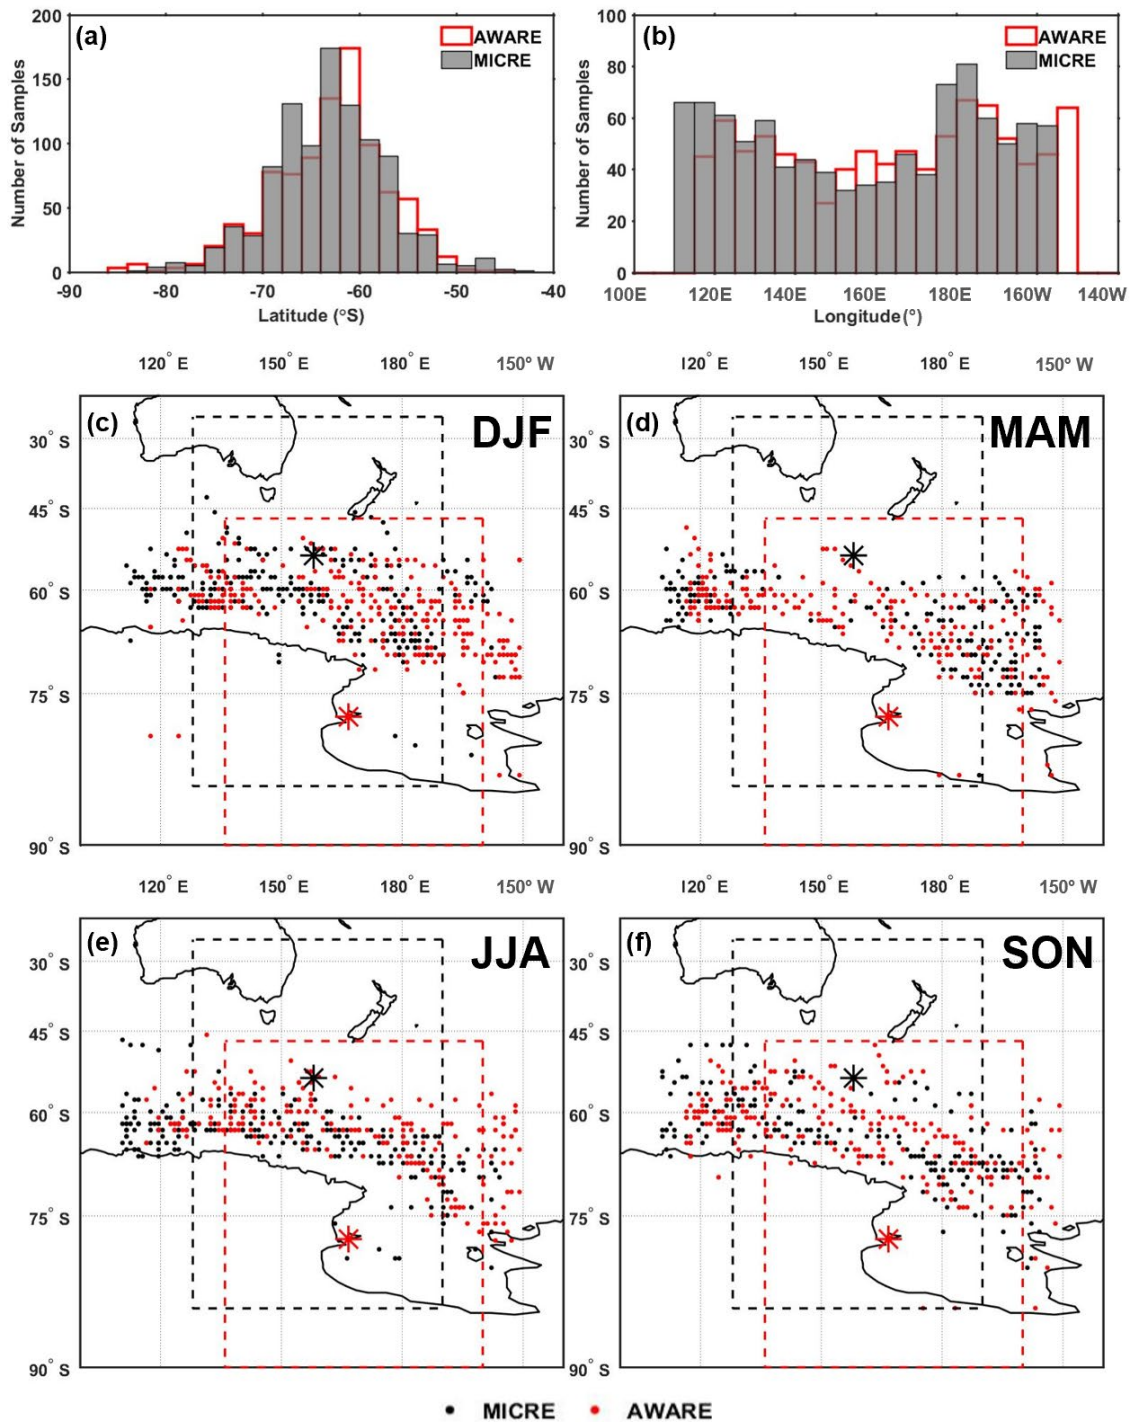 (a)
AWARE
MICRE
200
150
100
50
0
Number of Samples
-90 -80 -70 -60 -50 -40
Latitude (°S)
(b)
AWARE
MICRE
100
80
60
40
20
0
Number of Samples
100E 120E 140E 160E 180E 160W 140W
Longitude(°)
120° E 150° E 180° E 150° W
(c) DJF
30° S
45° S
60° S
75° S
90° S
120° E 150° E 180° E 150° W
(d) MAM
30° S
45° S
60° S
75° S
90° S
120° E 150° E 180° E 150° W
(e) JJA
30° S
45° S
60° S
75° S
90° S
120° E 150° E 180° E 150° W
(f) SON
30° S
45° S
60° S
75° S
90° S
MICRE AWARE